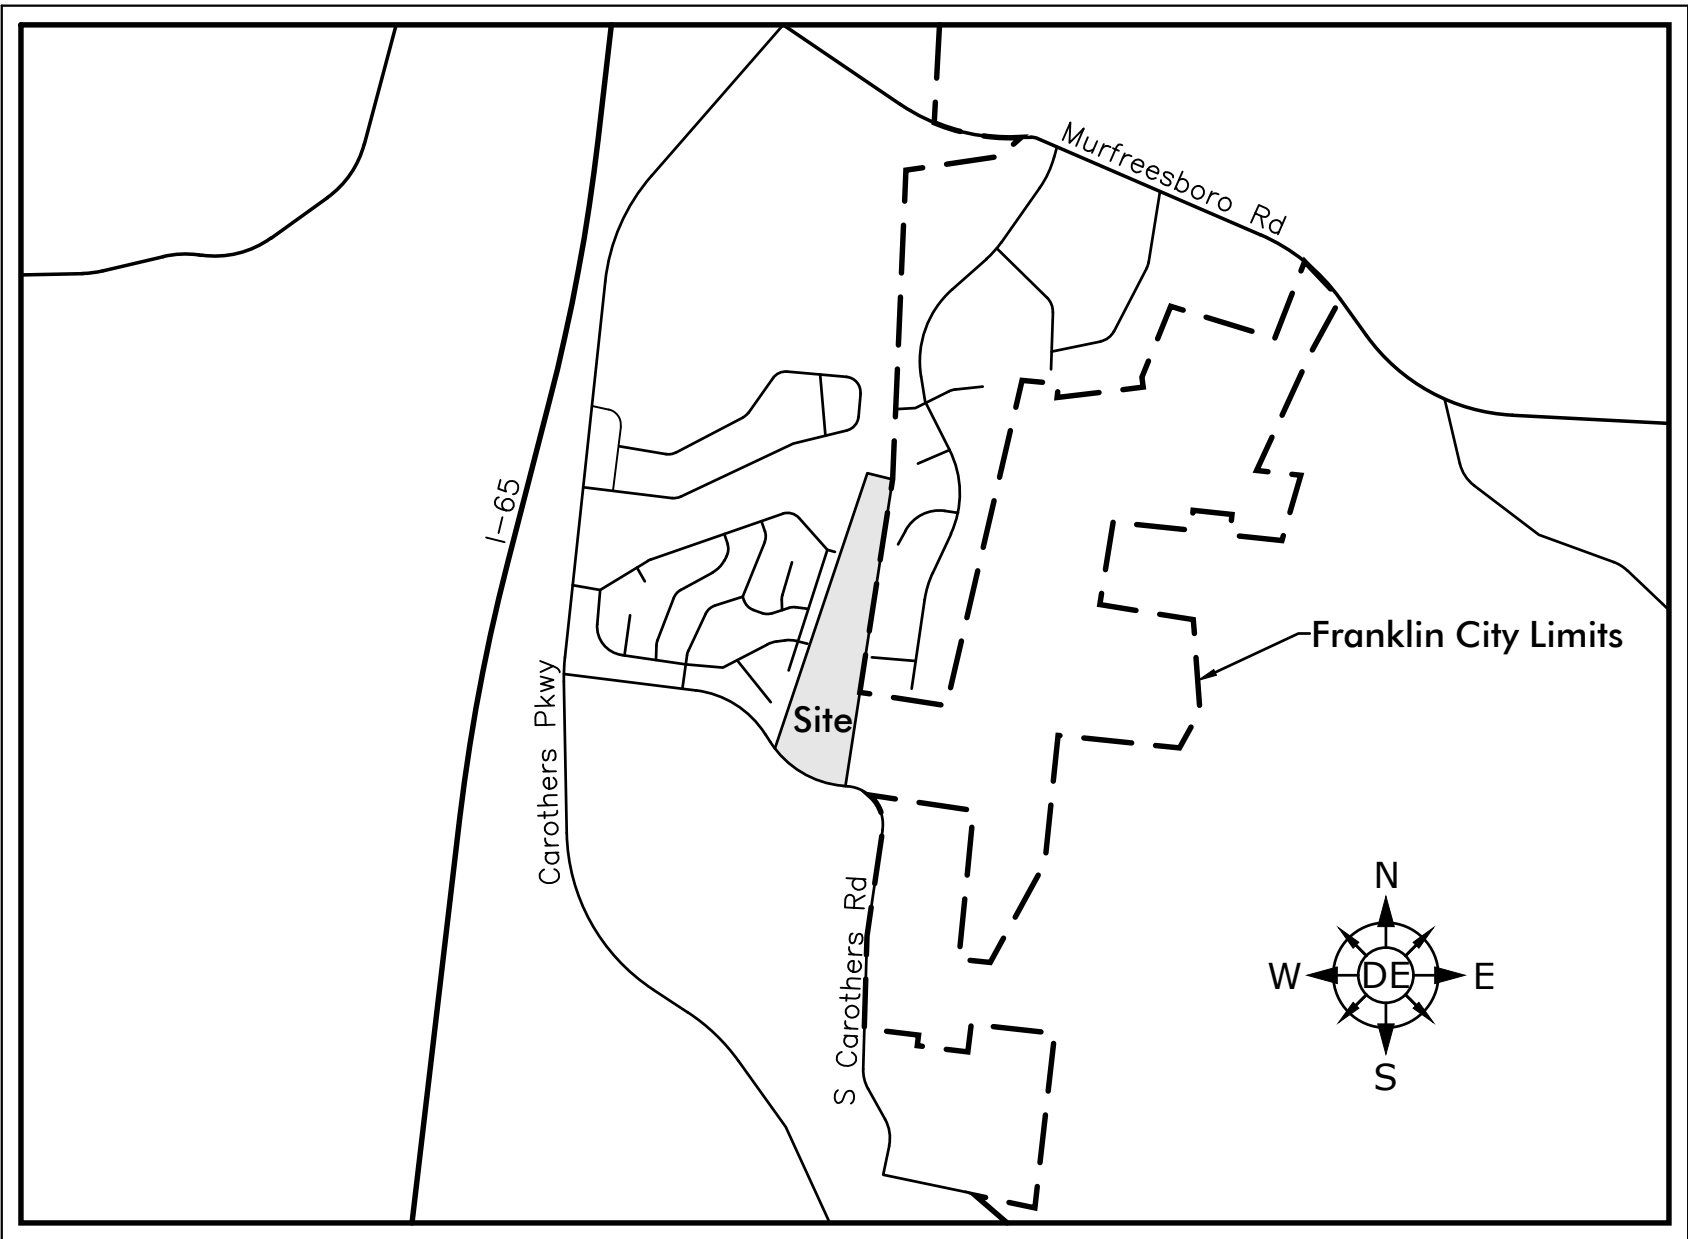 Murfreesboro Rd
I-65
Franklin City Limits
Carothers Pkwy
Site
S Carothers Rd
N
W DE E
S